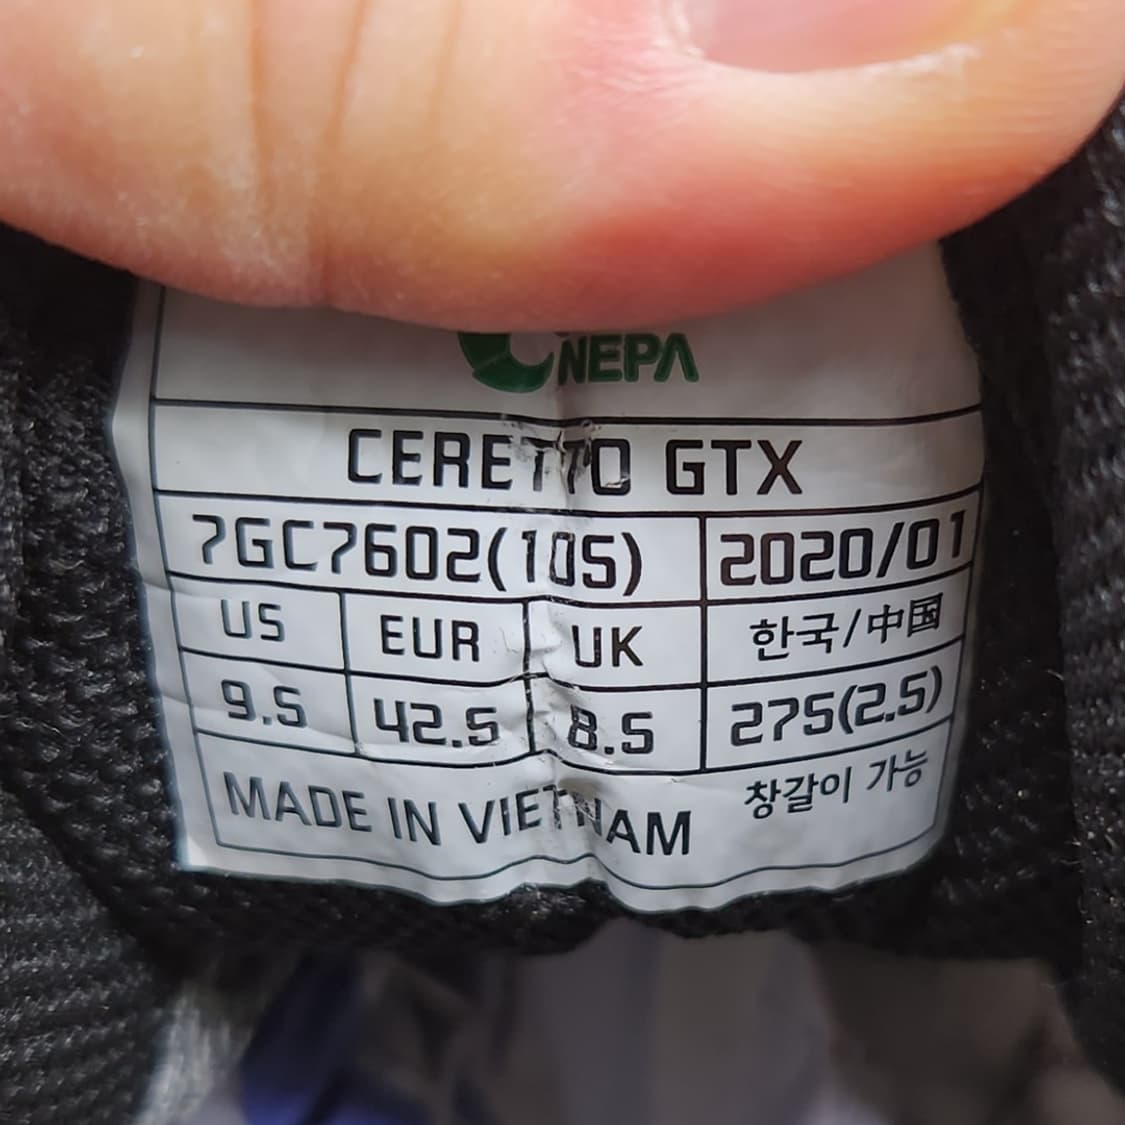 NEPA
CERETTO GTX
7GC7602(105) 2020/01
US EUR UK 한국/中国
9.5 42.5 8.5 275(2.5)
MADE IN VIETNAM 창갈이 가능